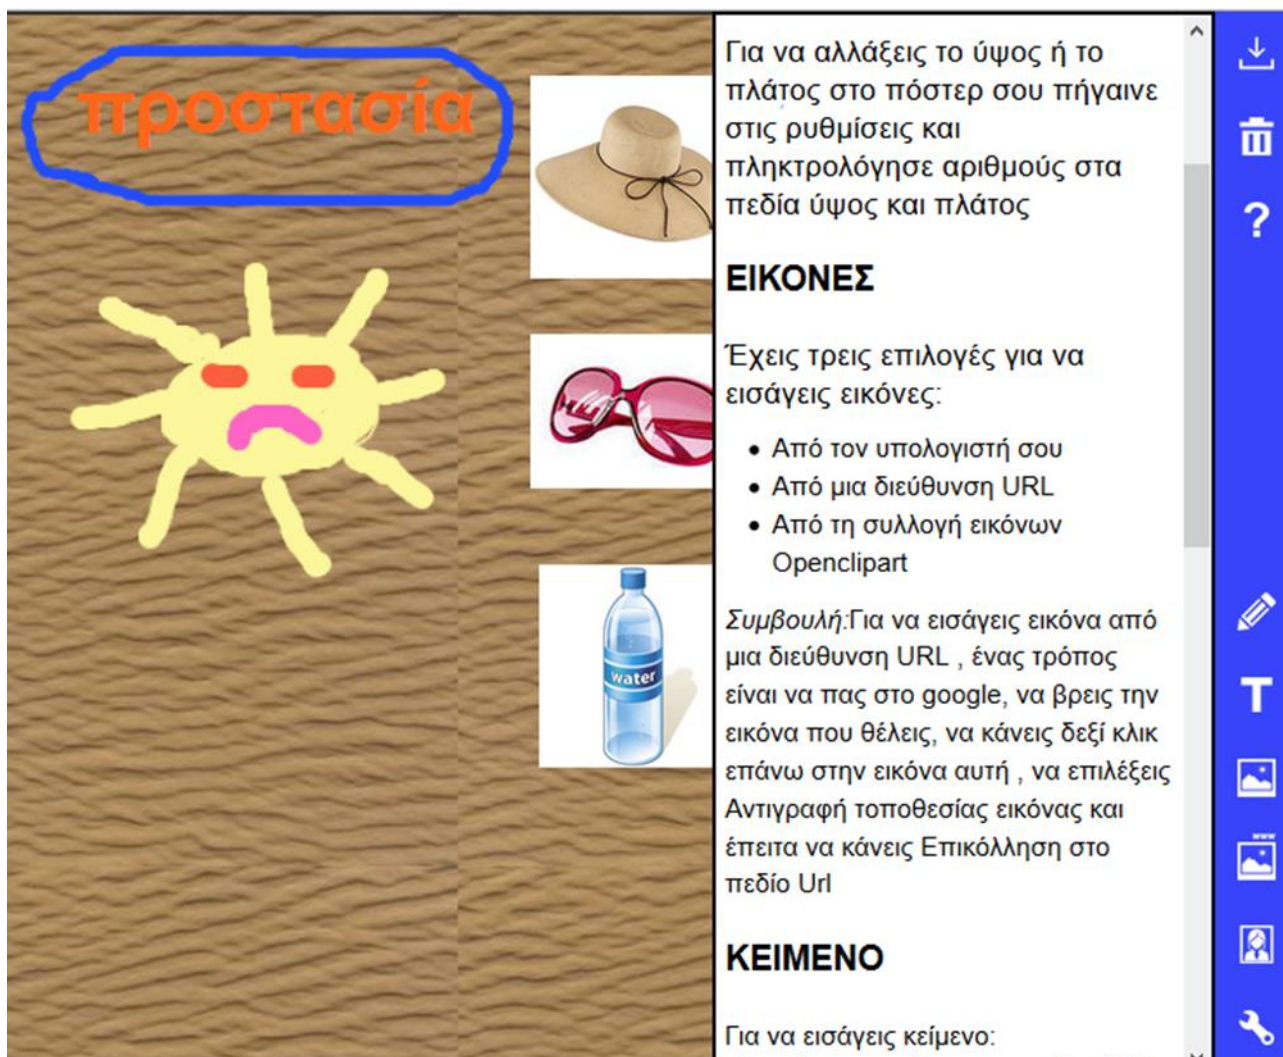 προστασία
water
Για να αλλάξεις το ύψος ή το
πλάτος στο πόστερ σου πήγαινε
στις ρυθμίσεις και
πληκτρολόγησε αριθμούς στα
πεδία ύψος και πλάτος
ΕΙΚΟΝΕΣ
Έχεις τρεις επιλογές για να
εισάγεις εικόνες:
• Από τον υπολογιστή σου
• Από μια διεύθυνση URL
• Από τη συλλογή εικόνων
Openclipart
Συμβουλή:Για να εισάγεις εικόνα από
μια διεύθυνση URL , ένας τρόπος
είναι να πας στο google, να βρεις την
εικόνα που θέλεις, να κάνεις δεξί κλικ
επάνω στην εικόνα αυτή , να επιλέξεις
Αντιγραφή τοποθεσίας εικόνας και
έπειτα να κάνεις Επικόλληση στο
πεδίο Url
ΚΕΙΜΕΝΟ
Για να εισάγεις κείμενο:
?
T
www